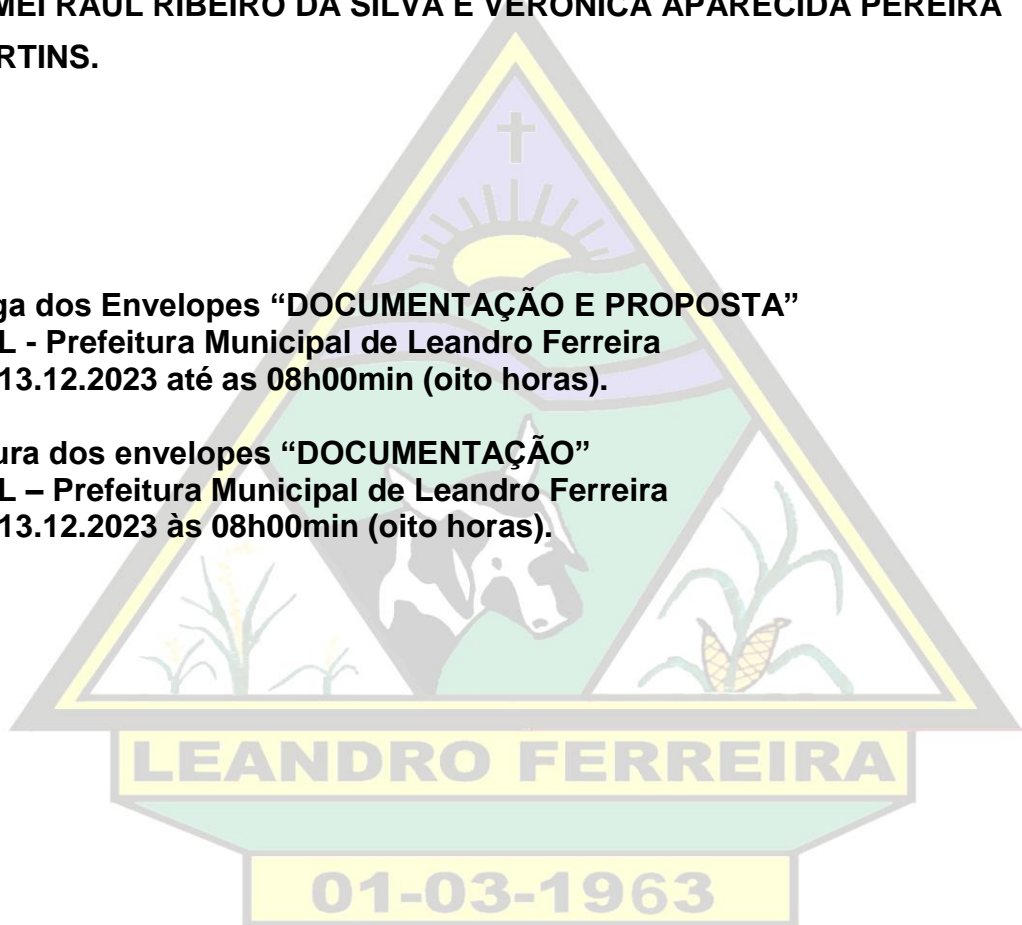 MEI RAUL RIBEIRO DA SILVA E VERÔNICA APARECIDA PEREIRA
RTINS.
ga dos Envelopes “DOCUMENTAÇÃO E PROPOSTA”
L - Prefeitura Municipal de Leandro Ferreira
13.12.2023 até as 08h00min (oito horas).
ura dos envelopes “DOCUMENTAÇÃO”
L – Prefeitura Municipal de Leandro Ferreira
13.12.2023 às 08h00min (oito horas).
LEANDRO FERREIRA
01-03-1963